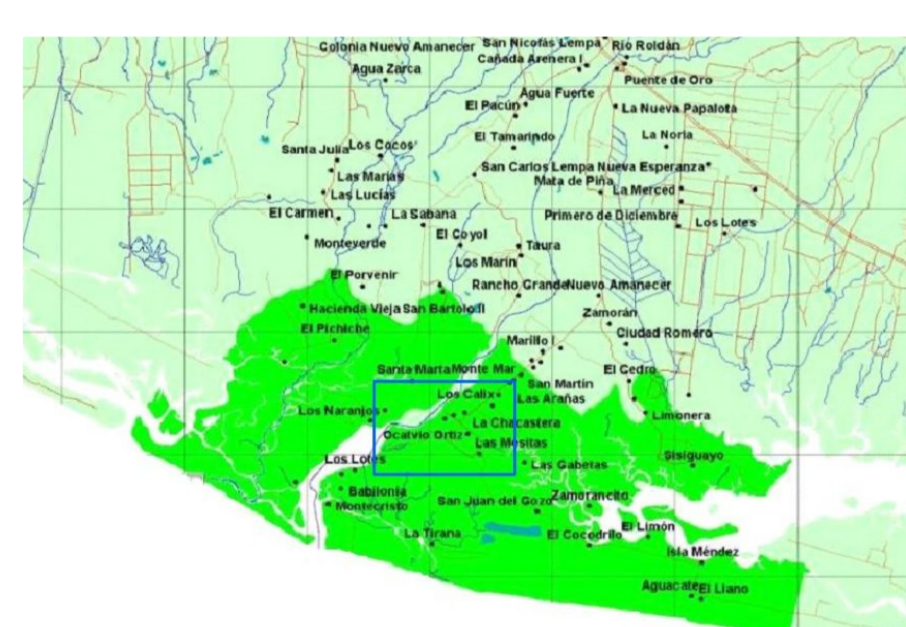 Colonia Nuevo Amanecer
San Nicolás Lempa
Río Roldán
Cañada Arenera I
Agua Zarca
Puente de Oro
Agua Fuerte
El Pacún
La Nueva Papalota
El Tamarindo
La Noria
Santa Julia
Los Cocos
San Carlos Lempa
Nueva Esperanza
Las Marías
Mata de Piña
La Merced
Las Lucías
El Carmen
La Sabana
Primero de Diciembre
Los Lotes
El Coyol
Monteverde
Taura
Los Marín
El Porvenir
Rancho Grande
Nuevo Amanecer
Hacienda Vieja
San Bartolo II
Zamorán
El Pichiche
Ciudad Romero
Marillo I
Santa Marta
Monte Mar
El Cedro
San Martín
Los Calix
Las Arañas
Los Naranjos
Limonera
La Chacastera
Ocatvio Ortiz
Las Mesitas
Los Lotes
Las Gabetas
Sisiguayo
Babilonia
San Juan del Gozo
Zamorancito
Montecristo
La Tirana
El Cocodrilo
El Limón
Isla Méndez
Aguacate
El Llano